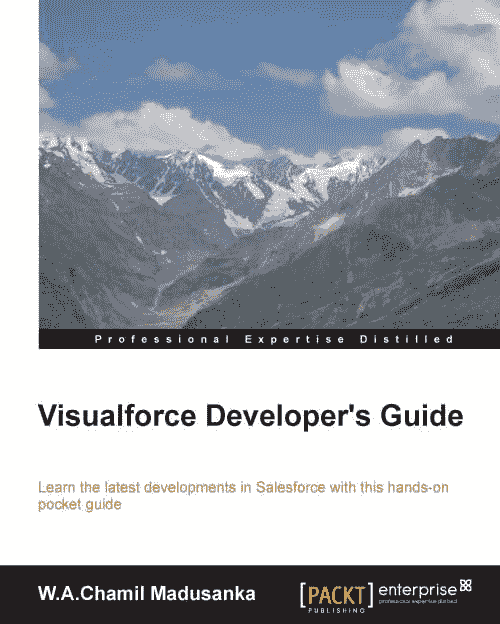 Professional Expertise Distilled
Visualforce Developer's Guide
Learn the latest developments in Salesforce with this hands-on
pocket guide
W.A.Chamil Madusanka
[PACKT] enterprise
PUBLISHING
professional expertise distilled